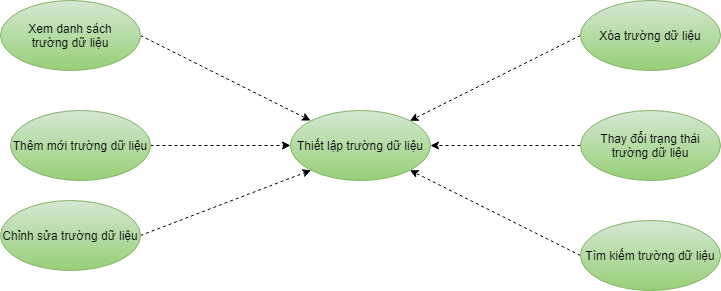 Xem danh sách
trường dữ liệu
Xóa trường dữ liệu
Thêm mới trường dữ liệu
Thiết lập trường dữ liệu
Thay đổi trạng thái
trường dữ liệu
Chỉnh sửa trường dữ liệu
Tìm kiếm trường dữ liệu